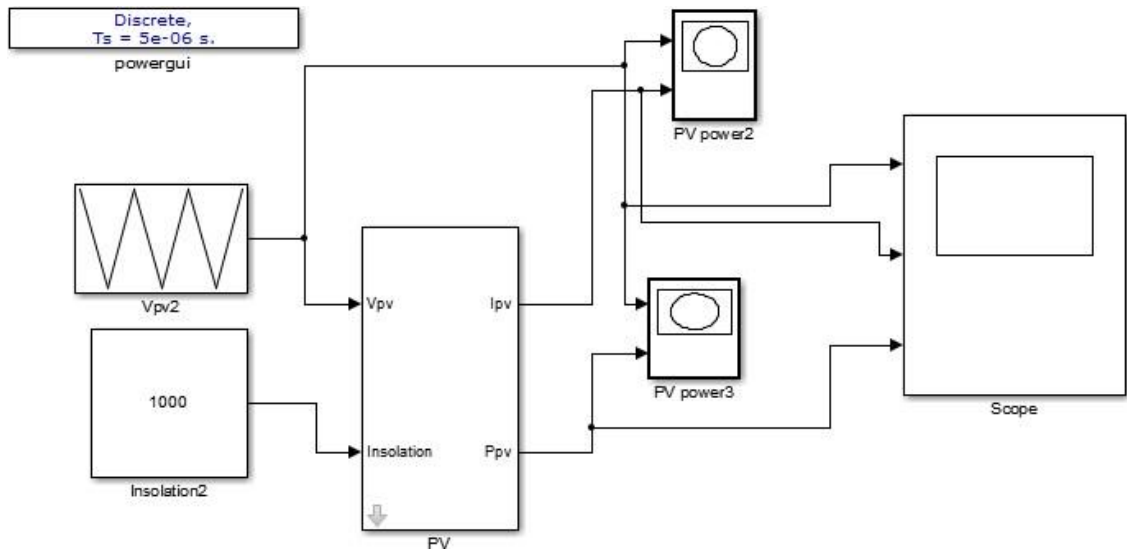 Discrete,
Ts = 5e-06 s.
powergui
PV power2
Vpv2
Vpv
Ipv
1000
PV power3
Scope
Insolation
Ppv
Insolation2
PV